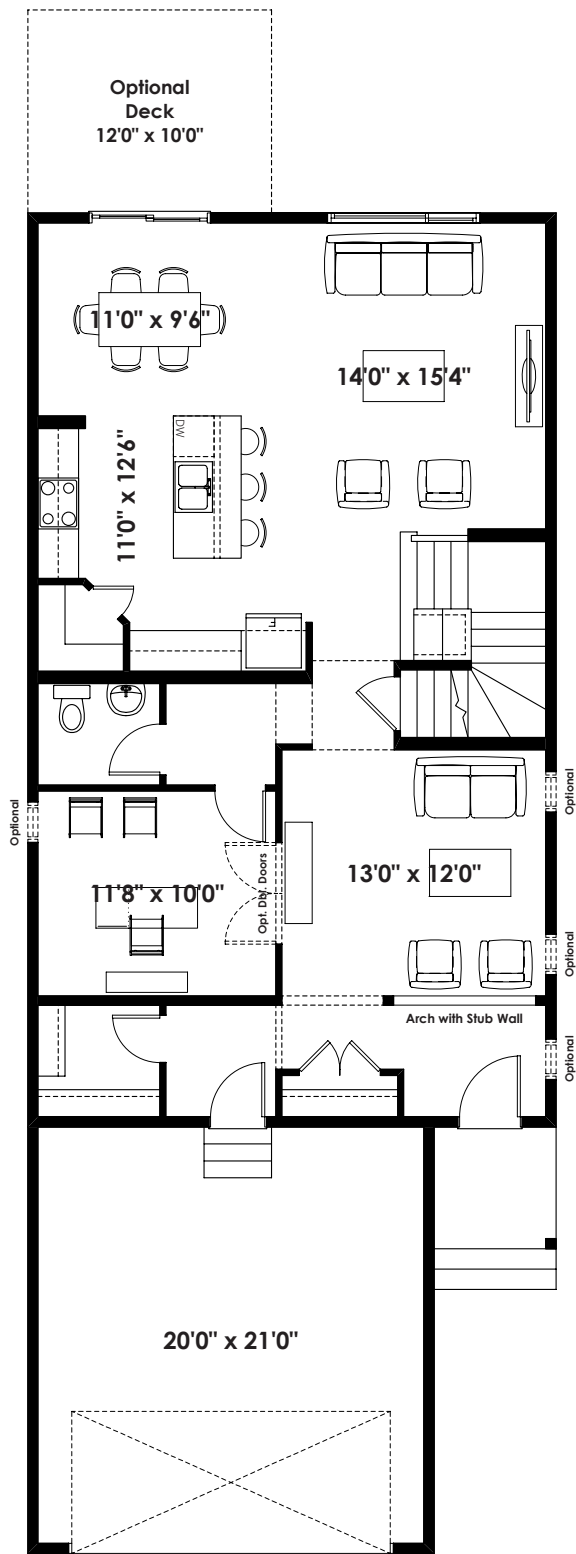 Optional
Deck
12'0" x 10'0"
11'0" x 9'6"
14'0" x 15'4"
DW
11'0" x 12'6"
F
Optional
Optional
11'8" x 10'0"
Opt. Dbl. Doors
13'0" x 12'0"
Optional
Arch with Stub Wall
Optional
20'0" x 21'0"